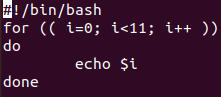 #!/bin/bash
for (( i=0; i<11; i++ ))
do
        echo $i
done